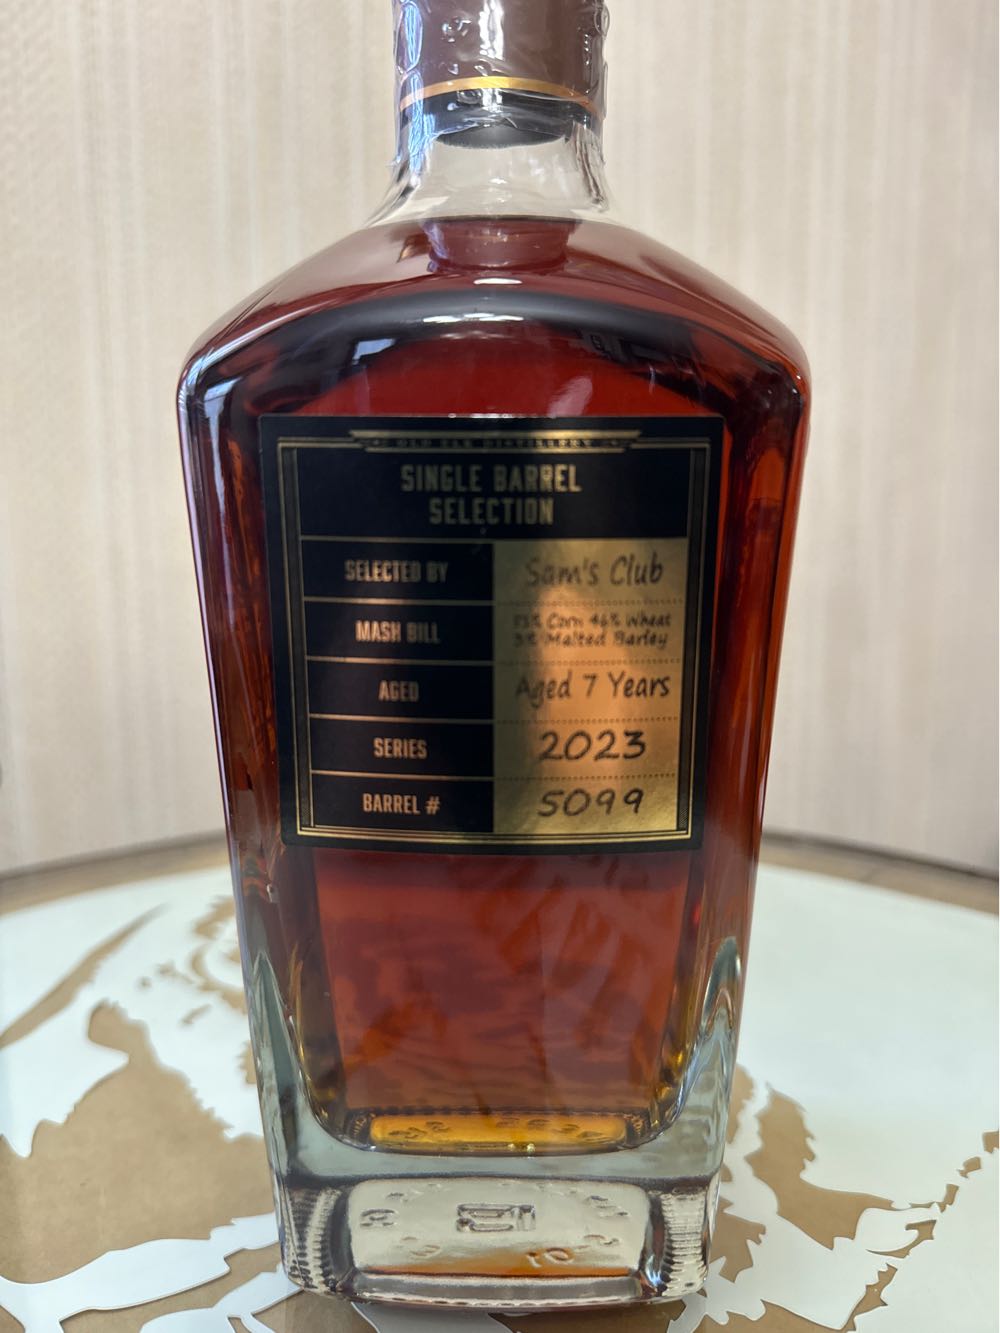 OLD ELK DISTILLERY
SINGLE BARREL
SELECTION
SELECTED BY
Sam's Club
MASH BILL
Corn 46% Wheat
3% Malted Barley
AGED
Aged 7 Years
SERIES
2023
BARREL #
5099